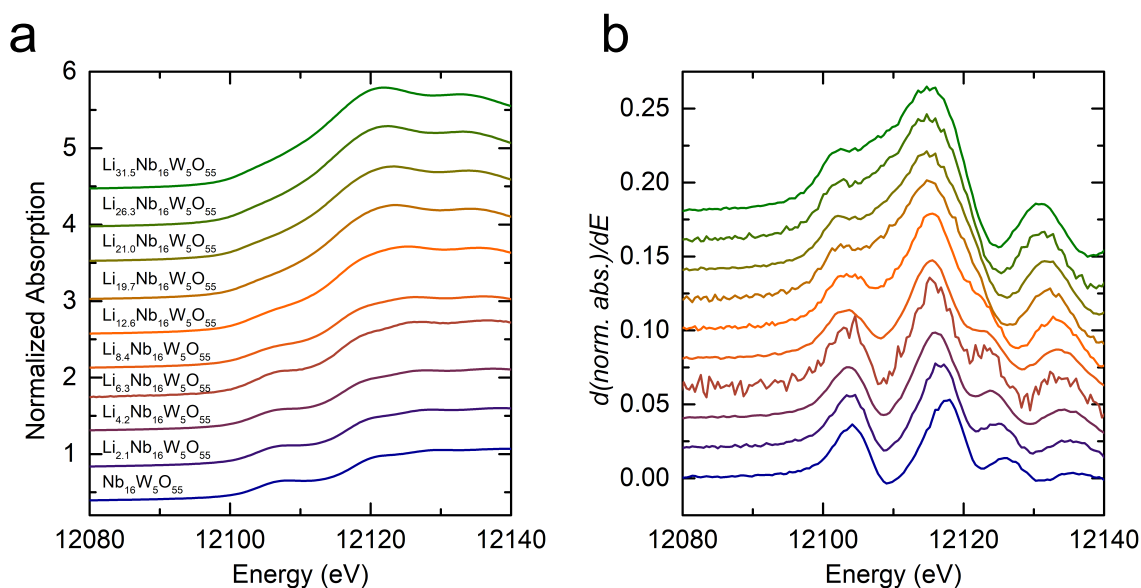 a
6
5
4
3
2
1
Normalized Absorption
Li31.5Nb16W5O55
Li26.3Nb16W5O55
Li21.0Nb16W5O55
Li19.7Nb16W5O55
Li12.6Nb16W5O55
Li8.4Nb16W5O55
Li6.3Nb16W5O55
Li4.2Nb16W5O55
Li2.1Nb16W5O55
Nb16W5O55
12080 12100 12120 12140
Energy (eV)
b
0.25
0.20
0.15
0.10
0.05
0.00
d(norm. abs.)/dE
12080 12100 12120 12140
Energy (eV)